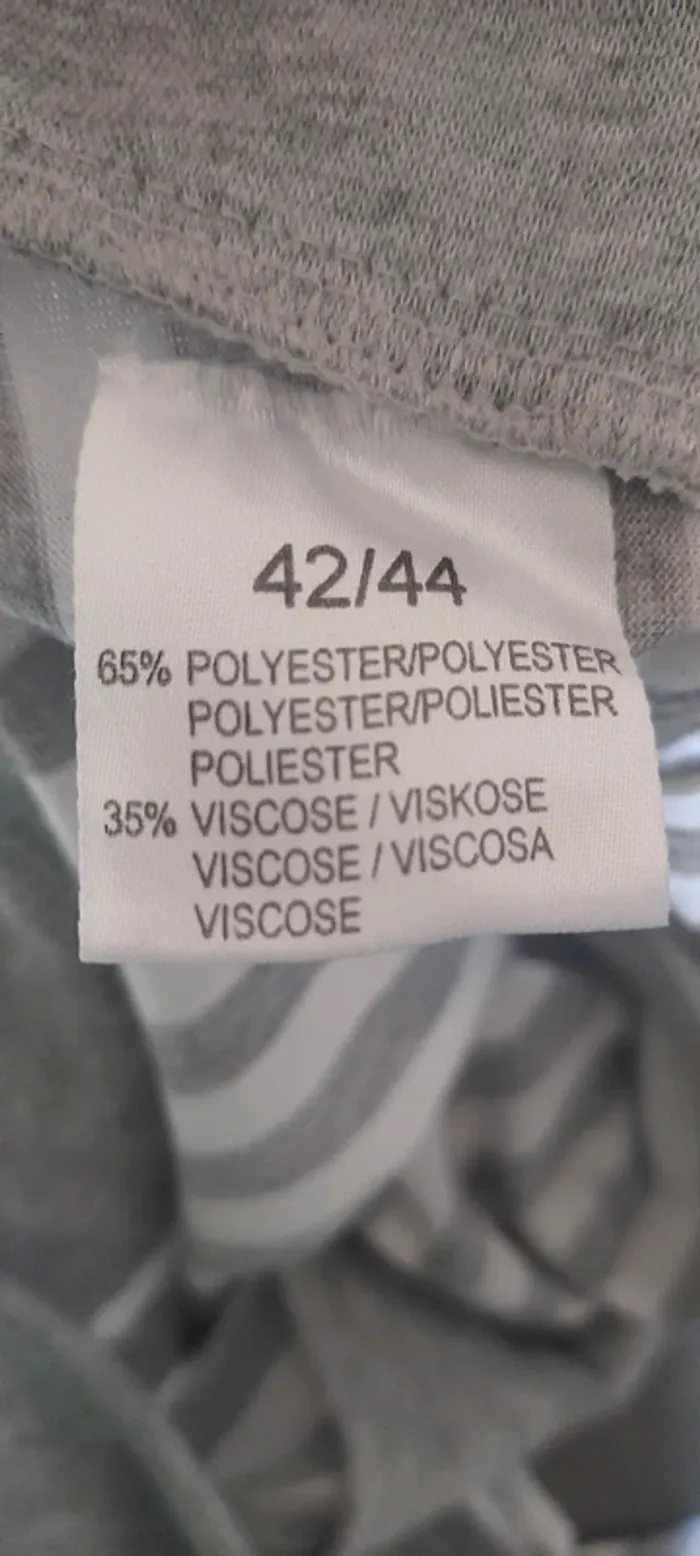 42/44
65% POLYESTER/POLYESTER
POLYESTER/POLIESTER
POLIESTER
35% VISCOSE / VISKOSE
VISCOSE / VISCOSA
VISCOSE